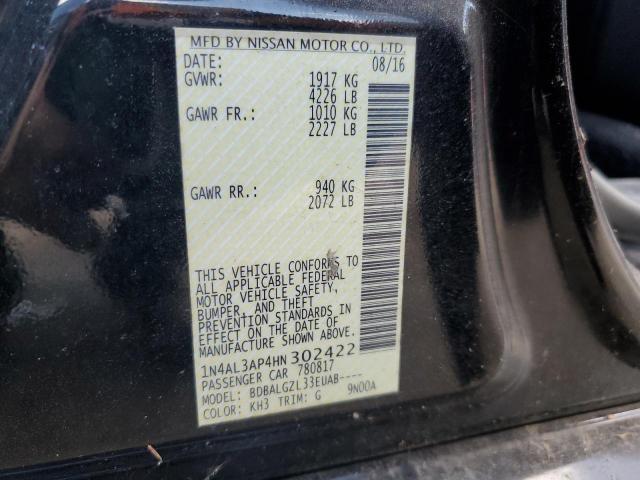 MFD BY NISSAN MOTOR CO., LTD.
DATE: 08/16
GVWR: 1917 KG
4226 LB
GAWR FR.: 1010 KG
2227 LB
GAWR RR.: 940 KG
2072 LB
THIS VEHICLE CONFORMS TO
ALL APPLICABLE FEDERAL
MOTOR VEHICLE SAFETY,
BUMPER, AND THEFT
PREVENTION STANDARDS IN
EFFECT ON THE DATE OF
MANUFACTURE SHOWN ABOVE.
1N4AL3AP4HN302422
PASSENGER CAR 780817
MODEL: BDBALGZL33EUAB----
COLOR: KH3 TRIM: G 9N00A